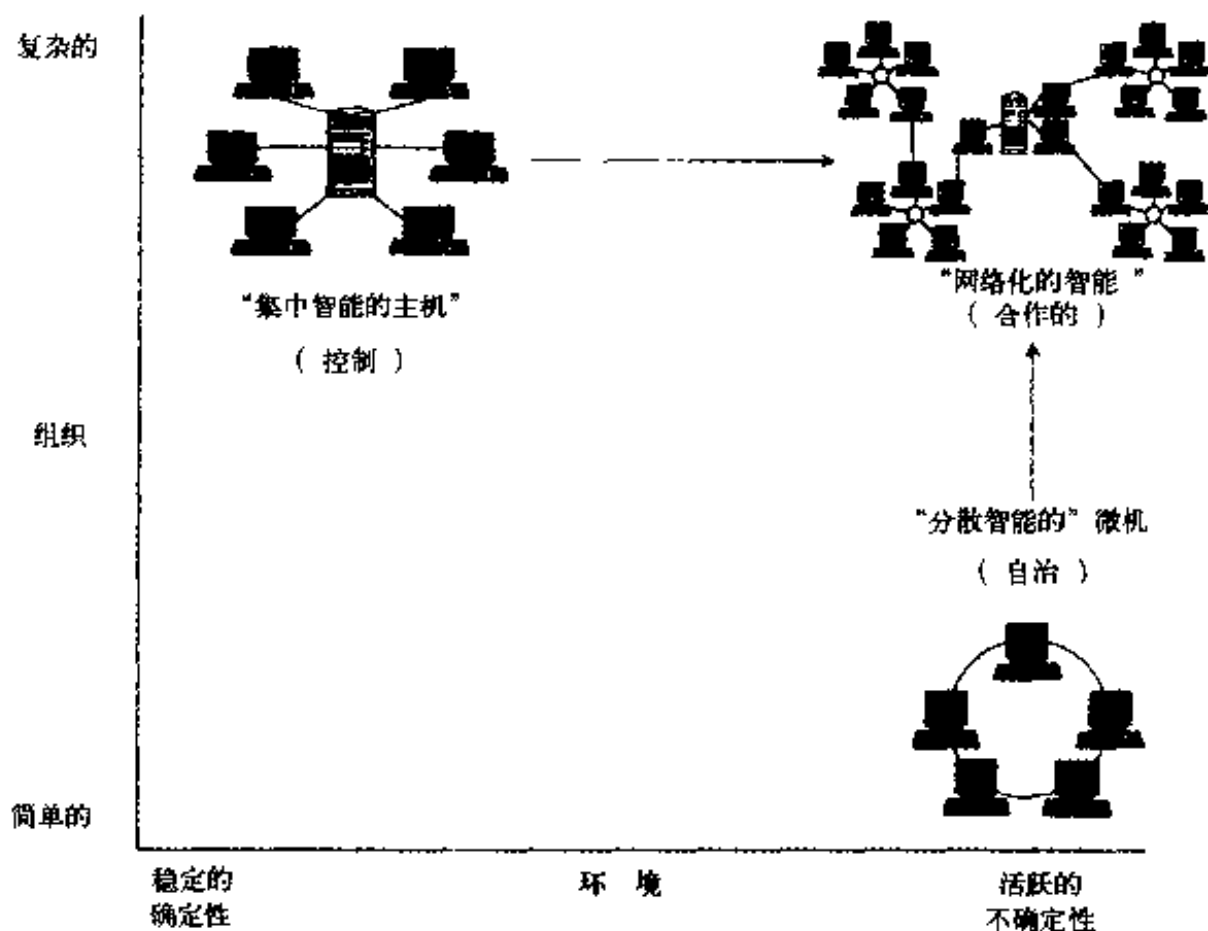 复杂的
“集中智能的主机”
( 控制 )
“网络化的智能 ”
( 合作的 )
组织
“分散智能的” 微机
( 自治 )
简单的
稳定的
确定性
环 境
活跃的
不确定性